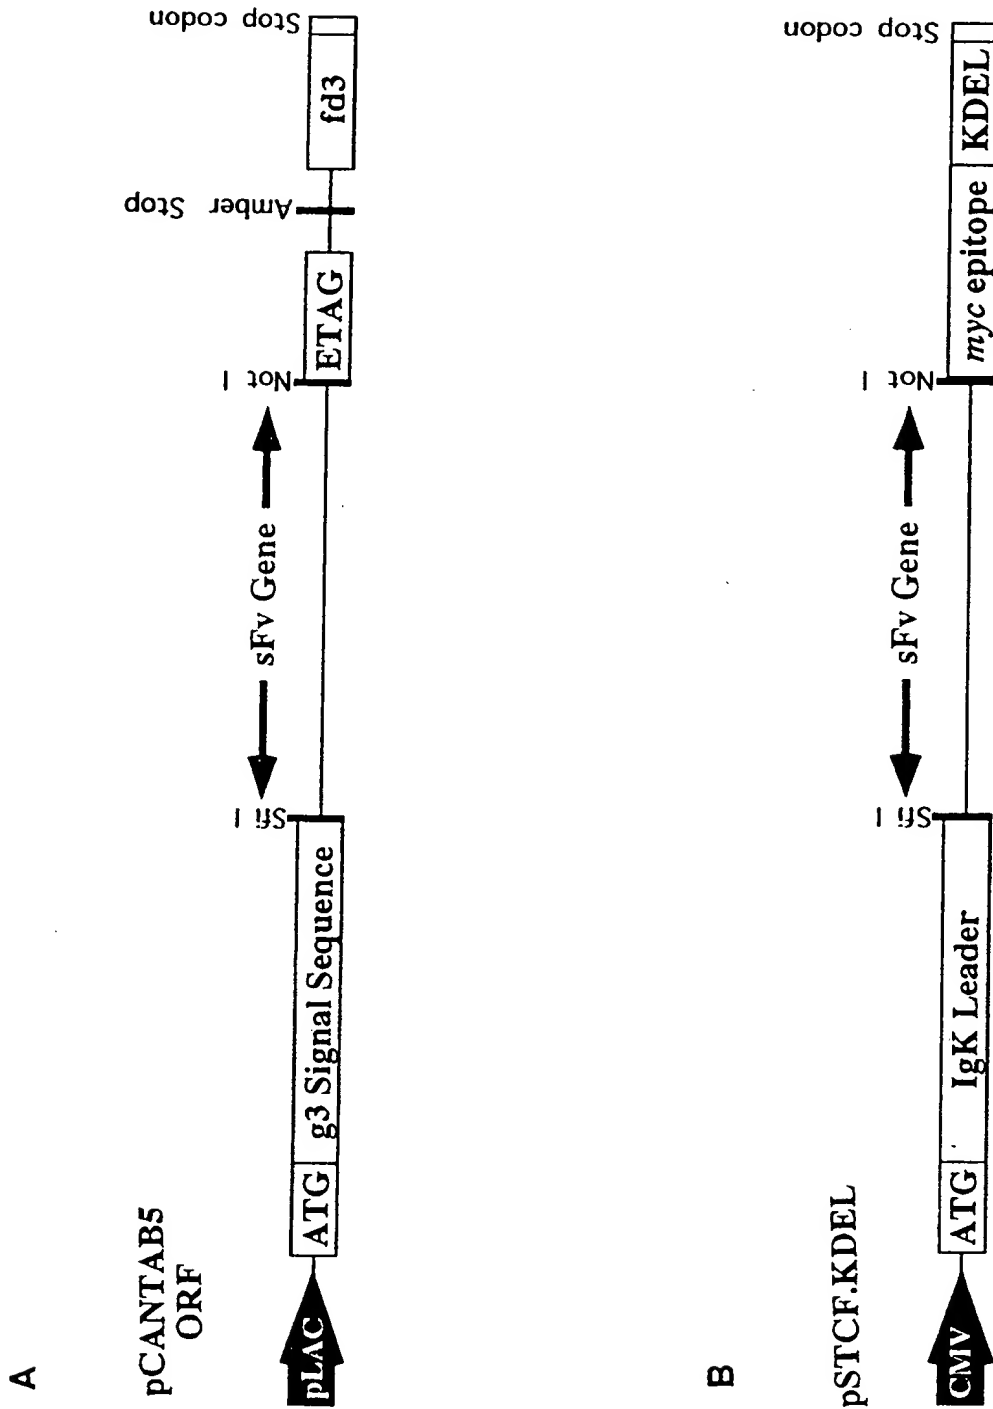 A
pCANTAB5
ORF
pLAC
ATG
g3 Signal Sequence
Sfi I
sFv Gene
Not I
ETAG
Amber Stop
fd3
Stop codon
B
pSTCF.KDEL
CMV
ATG
IgK Leader
Sfi I
sFv Gene
Not I
myc epitope
KDEL
Stop codon